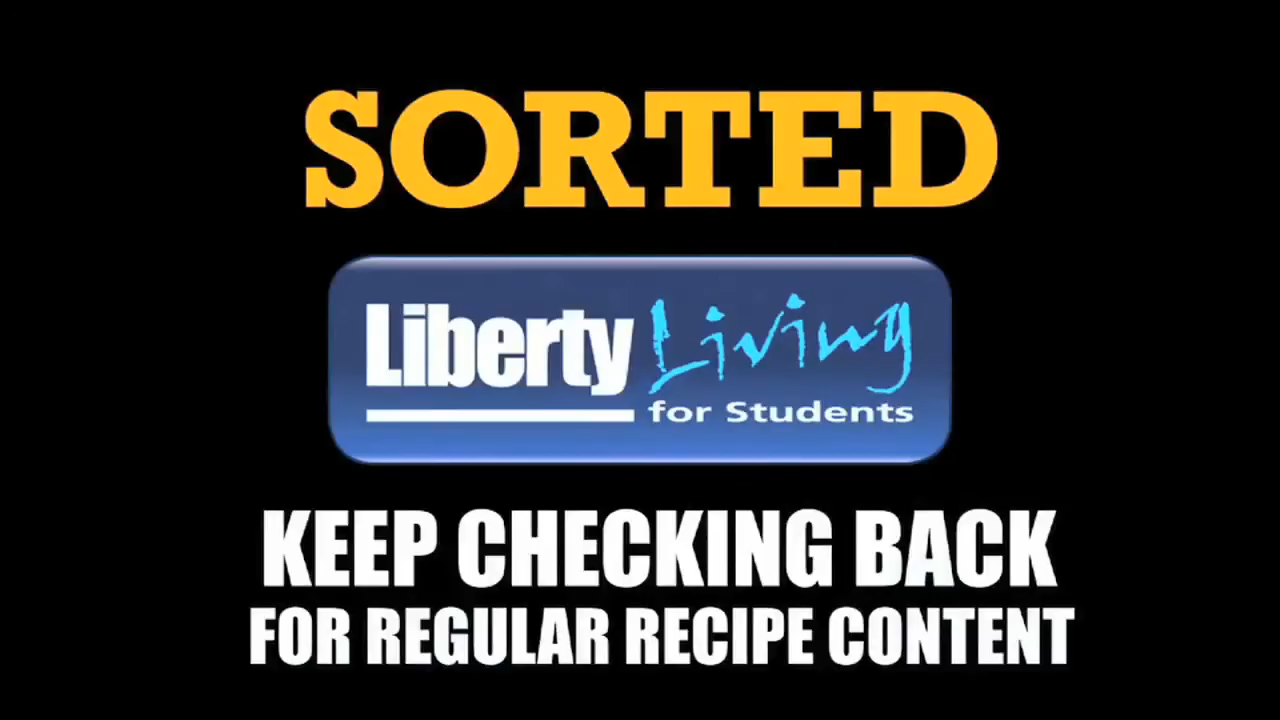 SORTED
Liberty Living
for Students
KEEP CHECKING BACK
FOR REGULAR RECIPE CONTENT